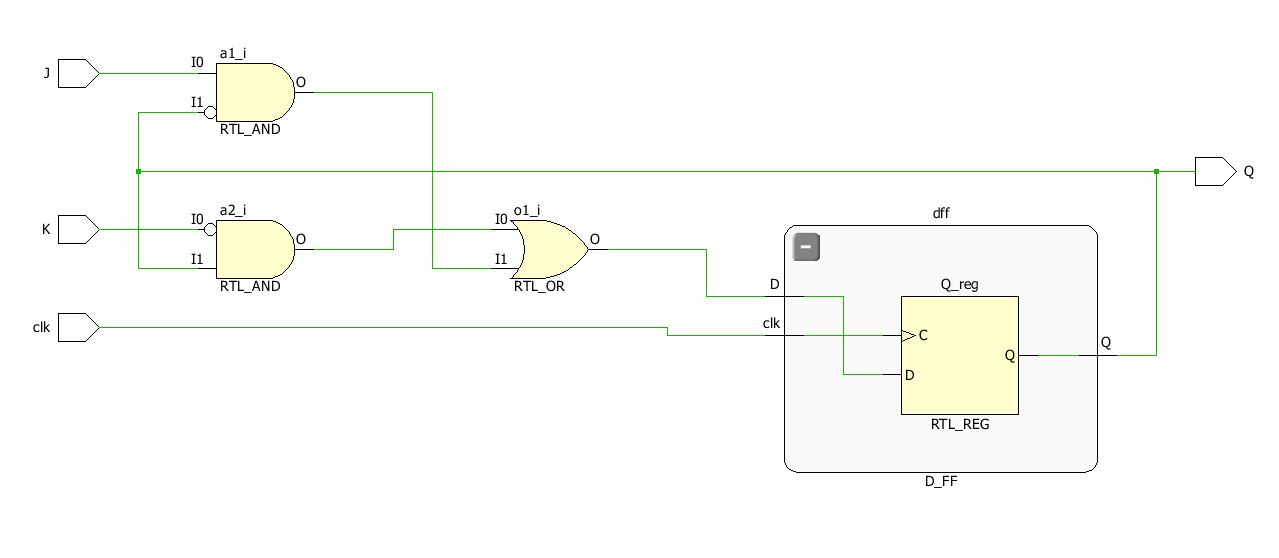 a1_i
J
I0
I1
O
RTL_AND
Q
K
a2_i
I0
I1
O
RTL_AND
o1_i
I0
I1
O
RTL_OR
clk
dff
D
clk
Q_reg
C
D
Q
RTL_REG
Q
D_FF